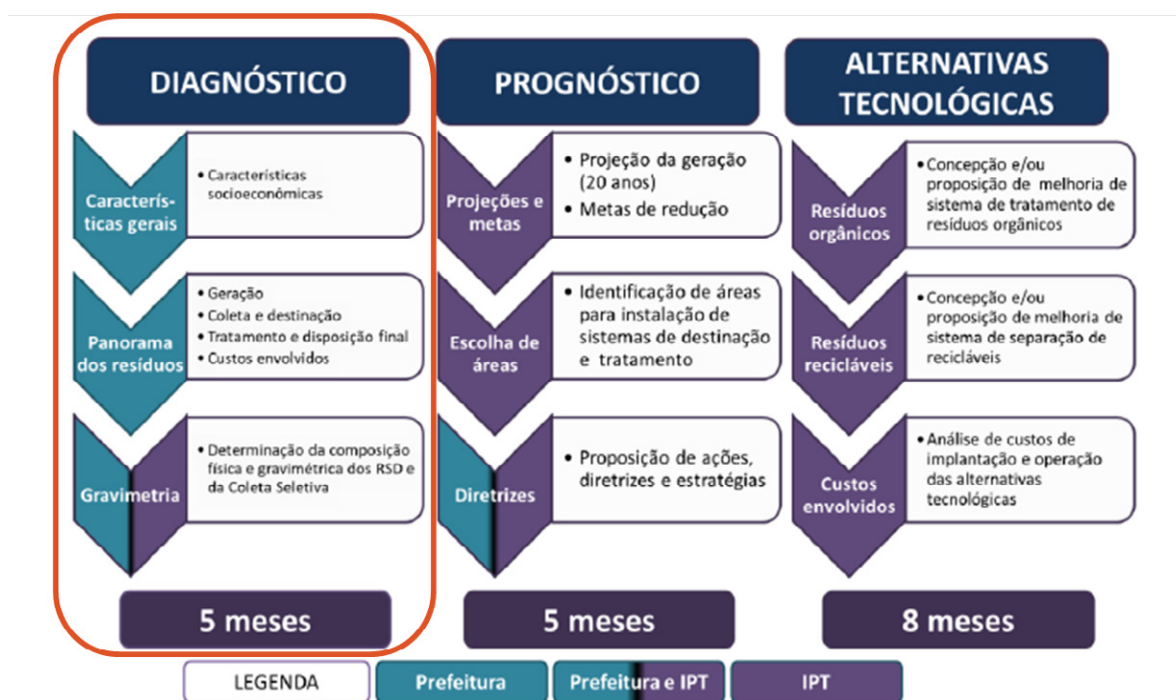 DIAGNÓSTICO
Caracterís-
ticas gerais
• Características
socioeconômicas
Panorama
dos resíduos
• Geração
• Coleta e destinação
• Tratamento e disposição final
• Custos envolvidos
Gravimetria
• Determinação da composição
física e gravimétrica dos RSD e
da Coleta Seletiva
5 meses
PROGNÓSTICO
Projeções e
metas
• Projeção da geração
(20 anos)
• Metas de redução
Escolha de
áreas
• Identificação de áreas
para instalação de
sistemas de destinação
e tratamento
Diretrizes
• Proposição de ações,
diretrizes e estratégias
5 meses
ALTERNATIVAS
TECNOLÓGICAS
Resíduos
orgânicos
• Concepção e/ou
proposição de melhoria de
sistema de tratamento de
resíduos orgânicos
Resíduos
recicláveis
• Concepção e/ou
proposição de melhoria de
sistema de separação de
recicláveis
Custos
envolvidos
• Análise de custos de
implantação e operação
das alternativas
tecnológicas
8 meses
LEGENDA
Prefeitura
Prefeitura e IPT
IPT